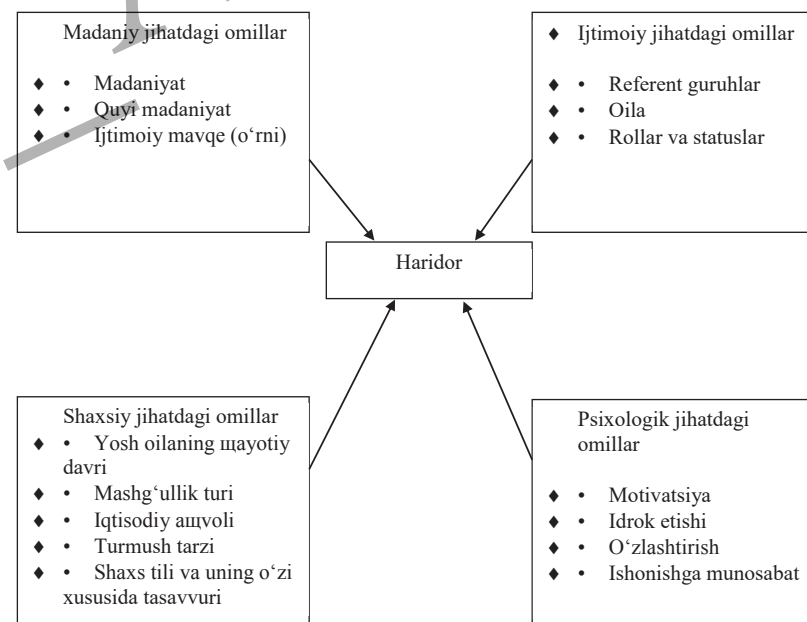 Madaniy jihatdagi omillar
♦ • Madaniyat
♦ • Quyi madaniyat
♦ • Ijtimoiy mavqe (o‘rni)
♦ Ijtimoiy jihatdagi omillar
♦ • Referent guruhlar
♦ • Oila
♦ • Rollar va statuslar
Haridor
Shaxsiy jihatdagi omillar
♦ • Yosh oilaning щayotiy
davri
♦ • Mashg‘ullik turi
♦ • Iqtisodiy aщvoli
♦ • Turmush tarzi
♦ • Shaxs tili va uning o‘zi
xususida tasavvuri
Psixologik jihatdagi
omillar
♦ • Motivatsiya
♦ • Idrok etishi
♦ • O‘zlashtirish
♦ • Ishonishga munosabat